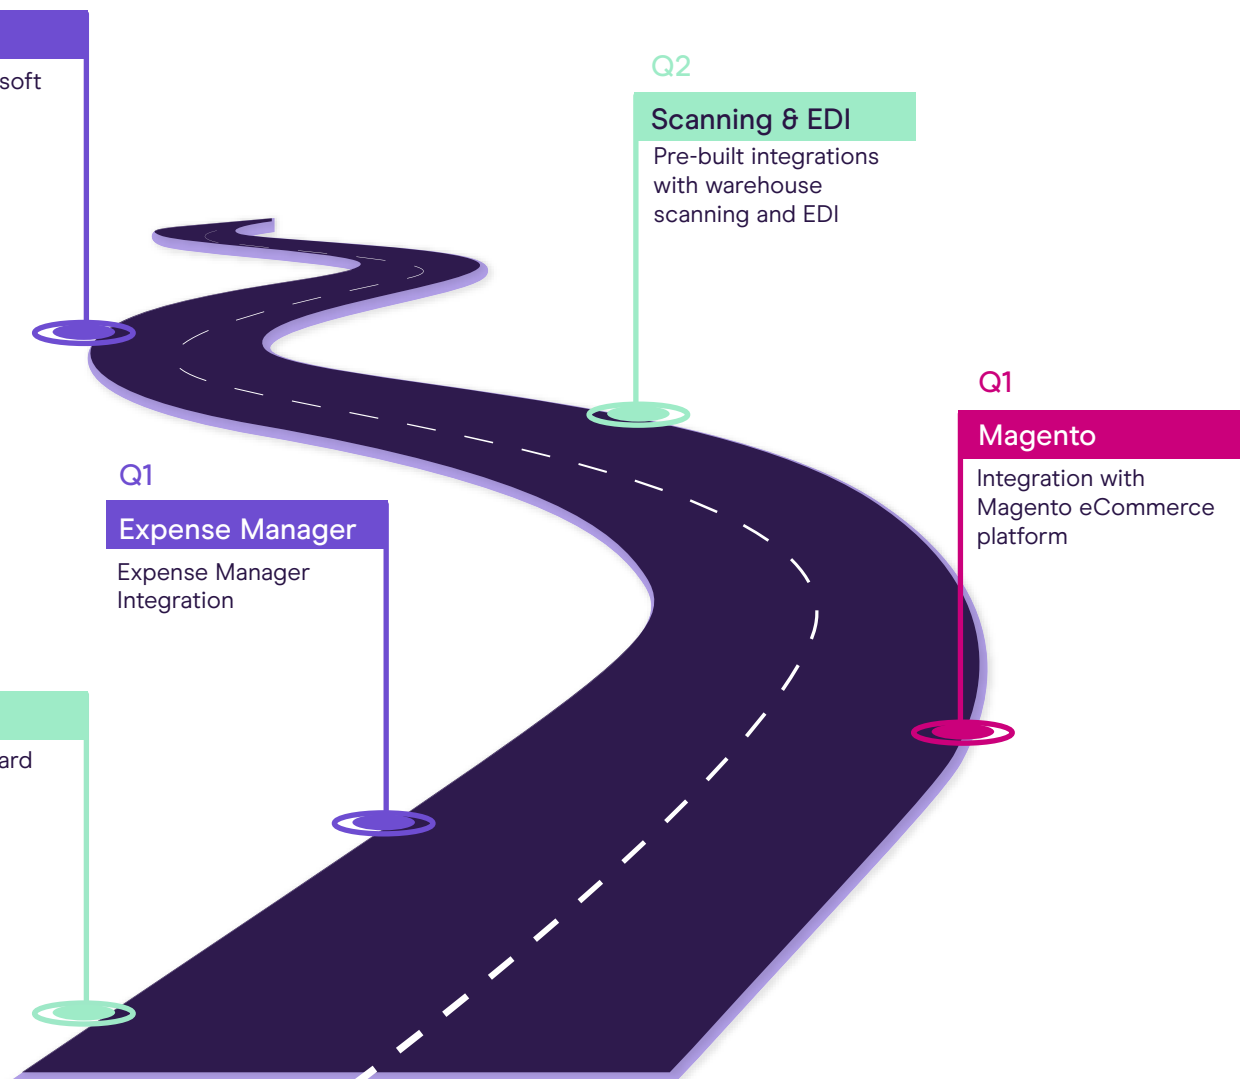 soft
Q2
Scanning & EDI
Pre-built integrations
with warehouse
scanning and EDI
Q1
Magento
Integration with
Magento eCommerce
platform
Q1
Expense Manager
Expense Manager
Integration
ard